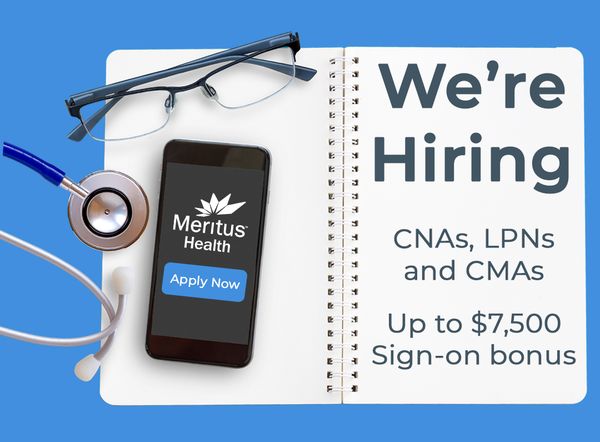 We're
Hiring
CNAs, LPNs
and CMAs
Up to $7,500
Sign-on bonus
Meritus
Health
Apply Now